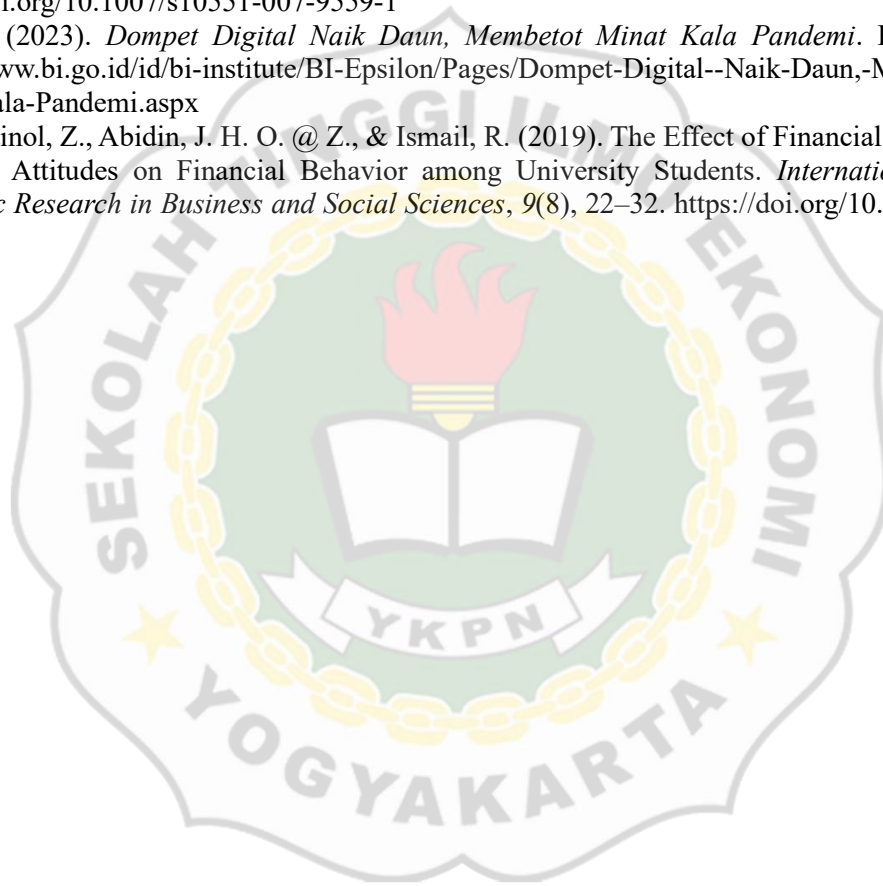 i.org/10.1007/s10551-007-9559-1
(2023). Dompet Digital Naik Daun, Membetot Minat Kala Pandemi.
ww.bi.go.id/id/bi-institute/BI-Epsilon/Pages/Dompet-Digital--Naik-Daun,-M
ala-Pandemi.aspx
inol, Z., Abidin, J. H. O. @ Z., & Ismail, R. (2019). The Effect of Financial
Attitudes on Financial Behavior among University Students. Internatio
c Research in Business and Social Sciences, 9(8), 22–32. https://doi.org/10.
SEKOLAH TINGGI ILMU EKONOMI
YKPN
YOGYAKARTA